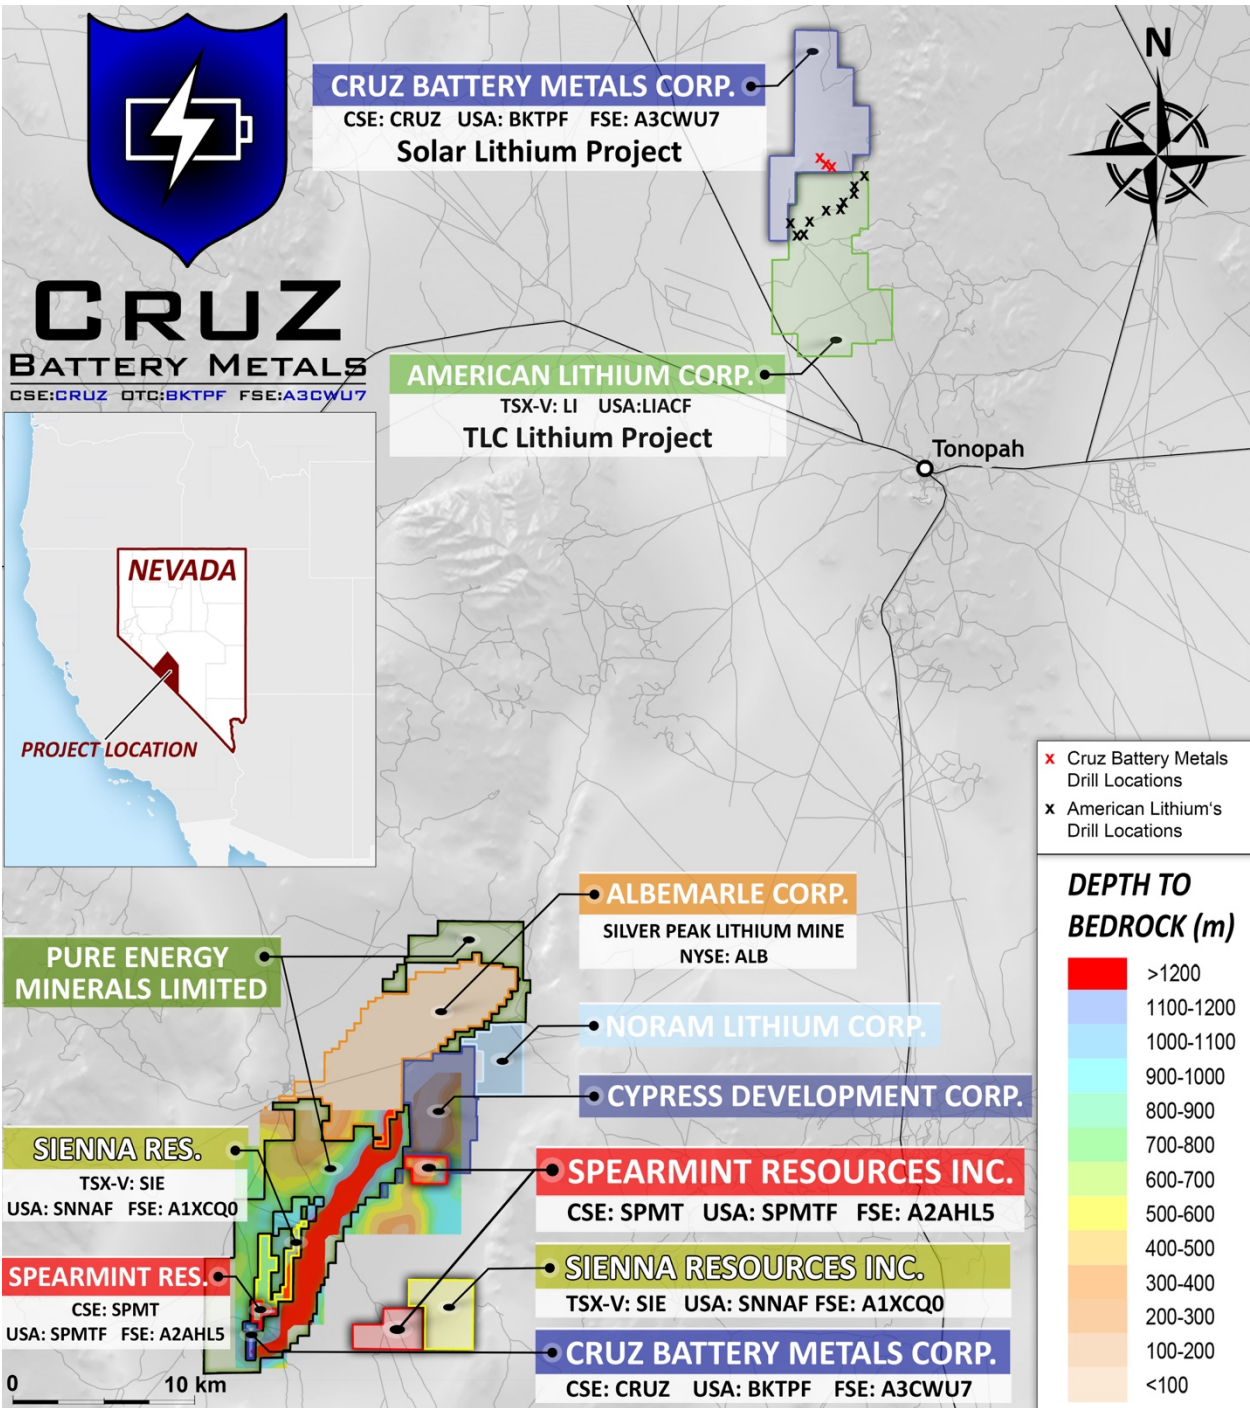 CRUZ BATTERY METALS CORP.
CSE: CRUZ USA: BKTPF FSE: A3CWU7
Solar Lithium Project
N
CRUZ
BATTERY METALS
CSE:CRUZ OTC:BKTPF FSE:A3CWU7
AMERICAN LITHIUM CORP.
TSX-V: LI USA:LIACF
TLC Lithium Project
Tonopah
NEVADA
PROJECT LOCATION
x Cruz Battery Metals
Drill Locations
x American Lithium's
Drill Locations
DEPTH TO
BEDROCK (m)
>1200
1100-1200
1000-1100
900-1000
800-900
700-800
600-700
500-600
400-500
300-400
200-300
100-200
<100
ALBEMARLE CORP.
SILVER PEAK LITHIUM MINE
NYSE: ALB
PURE ENERGY
MINERALS LIMITED
NORAM LITHIUM CORP.
CYPRESS DEVELOPMENT CORP.
SIENNA RES.
TSX-V: SIE
USA: SNNAF FSE: A1XCQ0
SPEARMINT RESOURCES INC.
CSE: SPMT USA: SPMTF FSE: A2AHL5
SPEARMINT RES.
CSE: SPMT
USA: SPMTF FSE: A2AHL5
SIENNA RESOURCES INC.
TSX-V: SIE USA: SNNAF FSE: A1XCQ0
CRUZ BATTERY METALS CORP.
CSE: CRUZ USA: BKTPF FSE: A3CWU7
0 10 km